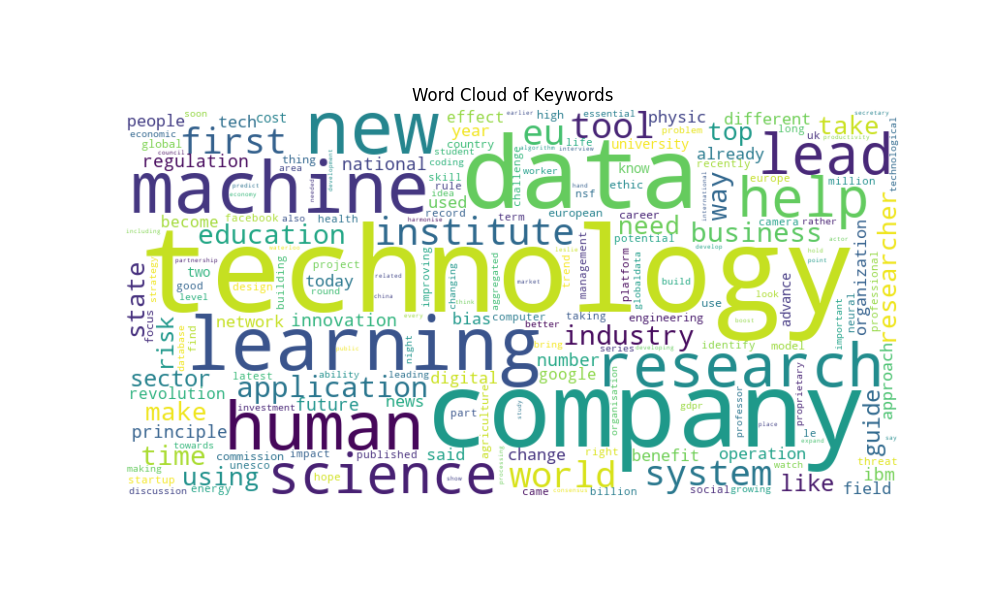 Word Cloud of Keywords
people
soon
tech
cost
effect
earlier
high
essential
physic
different
long
secretary
economic
global
first
new
year
country
eu
algorithm
life
interview
tool
problem
university
top
uk
take
productivity
technological
council
regulation
thing
area
national
student
coding
skill
rule
idea
data
challenge
worker
know
ethic
nsf
hand
already
recently
europe
million
lead
machine
predict
economy
needed
development
used
record
term
european
career
international
way
help
camera
rather
actor
become
facebook
also
health
harmonise
including
education
institute
need
potential
business
develop
hold
point
researcher
technology
partnership
strategy
state
focus
two
good
level
design
building
project
round
today
related
china
improving
changing
aggregated
think
market
trend
management
platform
globaldata
build
use
look
advance
boost
important
neural
organization
professional
network
innovation
bias
computer
taking
better
engineering
series
developing
risk
find
database
learning
public
night
industry
bring
identify
model
approach
sector
latest
ability
leading
digital
google
number
research
revolution
application
investment
future
news
agriculture
study
organisation
gdpr
professor
place
proprietary
expand
make
principle
human
part
company
le
guide
say
time
towards
commission
impact
published
said
change
right
benefit
operation
watch
threat
unesco
using
science
hope
show
processing
world
system
like
ibm
making
startup
discussion
energy
came
consensus
billion
social
growing
field